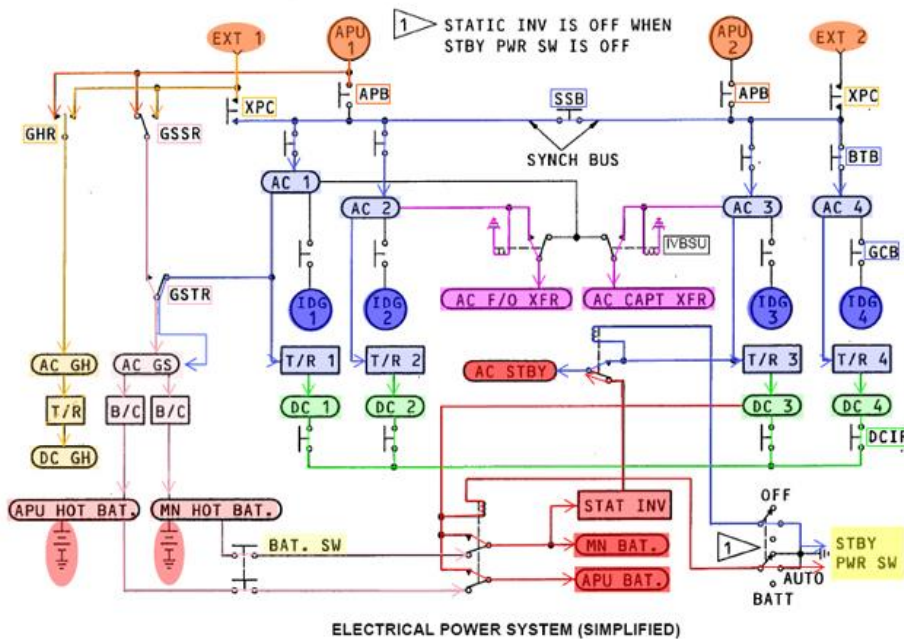 EXT 1
APU 1
1
STATIC INV IS OFF WHEN
STBY PWR SW IS OFF
APU 2
EXT 2
GHR
GSSR
XPC
APB
SSB
APB
XPC
SYNCH BUS
BTB
AC 1
AC 2
AC 3
AC 4
IVBSU
GCB
GSTR
AC F/O XFR
AC CAPT XFR
IDG 1
IDG 2
IDG 3
IDG 4
AC GH
AC GS
T/R 1
T/R 2
AC STBY
T/R 3
T/R 4
T/R
B/C
B/C
DC 1
DC 2
DC 3
DC 4
DC GH
DCIR
APU HOT BAT.
MN HOT BAT.
STAT INV
OFF
BAT. SW
MN BAT.
1
STBY
PWR SW
APU BAT.
AUTO
BATT
ELECTRICAL POWER SYSTEM (SIMPLIFIED)